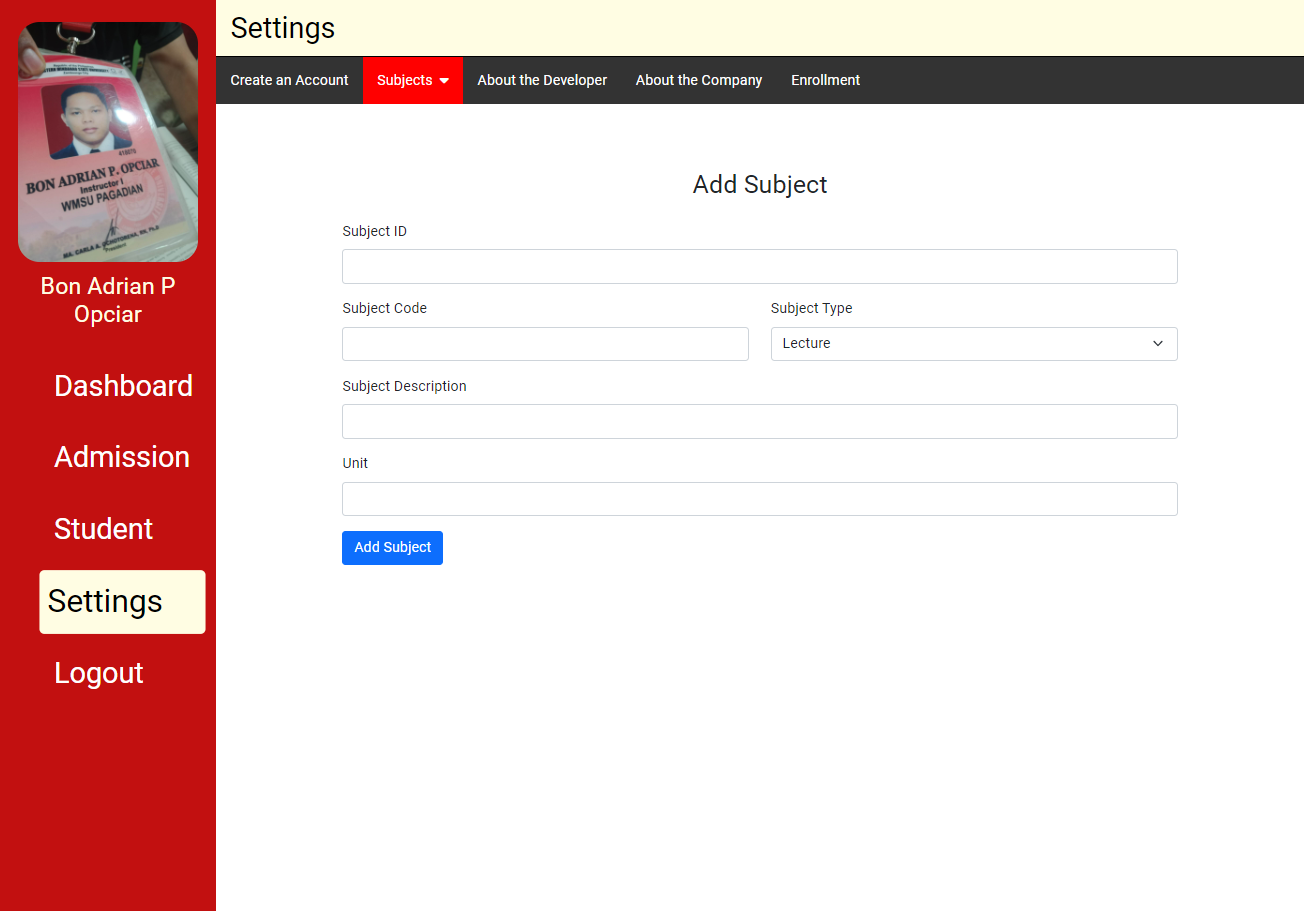 Settings
Create an Account
Subjects
About the Developer
About the Company
Enrollment
BON ADRIAN P. OPCIAR
Instructor I
WMSU PAGADIAN
President
Bon Adrian P
Opciar
Dashboard
Admission
Student
Settings
Logout
Add Subject
Subject ID
Subject Code
Subject Type
Lecture
Subject Description
Unit
Add Subject